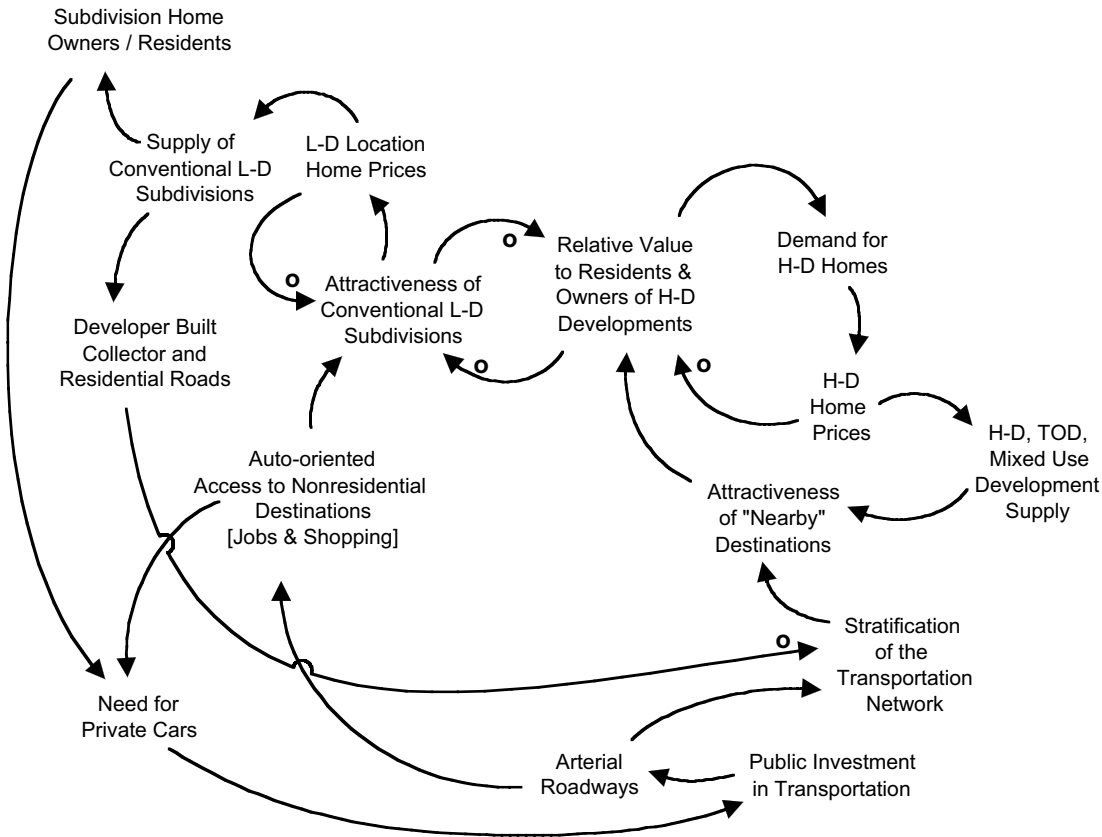 Subdivision Home
Owners / Residents
Supply of
Conventional L-D
Subdivisions
L-D Location
Home Prices
o
Attractiveness of
Conventional L-D
Subdivisions
o
o
Relative Value
to Residents &
Owners of H-D
Developments
Demand for
H-D Homes
o
H-D
Home
Prices
H-D, TOD,
Mixed Use
Development
Supply
Developer Built
Collector and
Residential Roads
Auto-oriented
Access to Nonresidential
Destinations
[Jobs & Shopping]
Attractiveness
of "Nearby"
Destinations
o
Stratification
of the
Transportation
Network
Need for
Private Cars
Arterial
Roadways
Public Investment
in Transportation